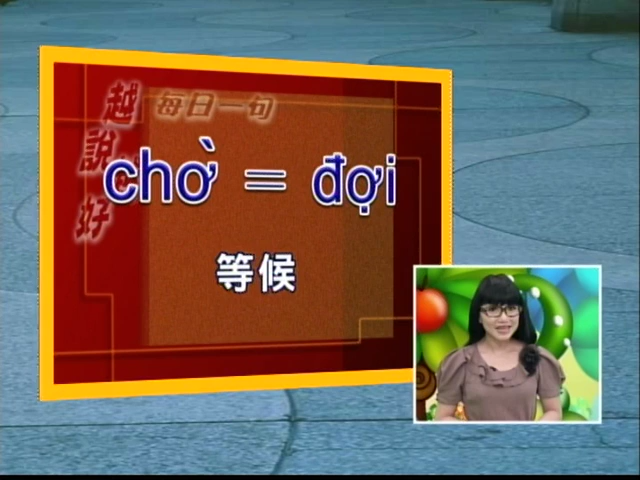 每日一句
越說越好
chờ = đợi
等候